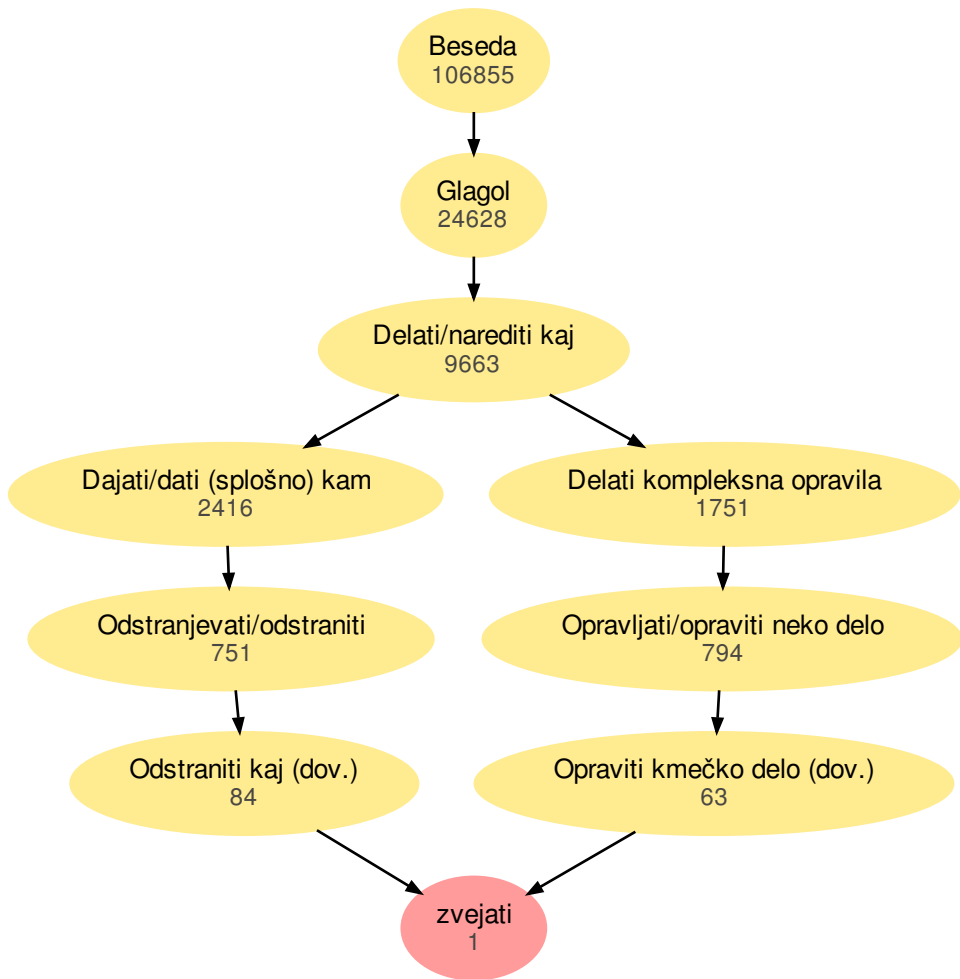 Beseda
106855
Glagol
24628
Delati/narediti kaj
9663
Dajati/dati (splošno) kam
2416
Delati kompleksna opravila
1751
Odstranjevati/odstraniti
751
Opravljati/opraviti neko delo
794
Odstraniti kaj (dov.)
84
Opraviti kmečko delo (dov.)
63
zvejati
1